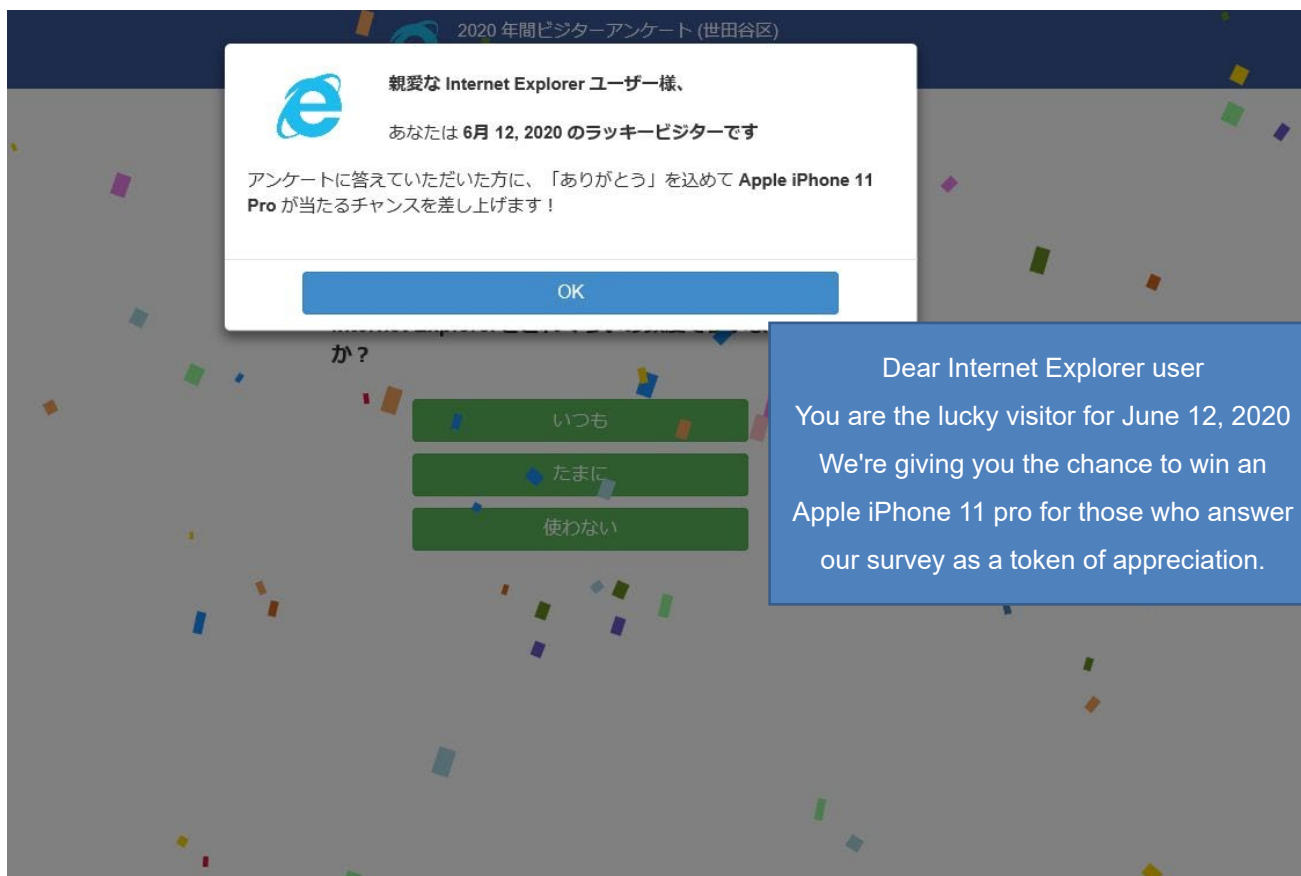 2020 年間ビジターアンケート (世田谷区)
親愛な Internet Explorer ユーザー様、
あなたは 6月 12, 2020 のラッキービジターです
アンケートに答えていただいた方に、「ありがとう」を込めて Apple iPhone 11
Pro が当たるチャンスを差し上げます！
OK
か？
いつも
たまに
使わない
Dear Internet Explorer user
You are the lucky visitor for June 12, 2020
We're giving you the chance to win an
Apple iPhone 11 pro for those who answer
our survey as a token of appreciation.